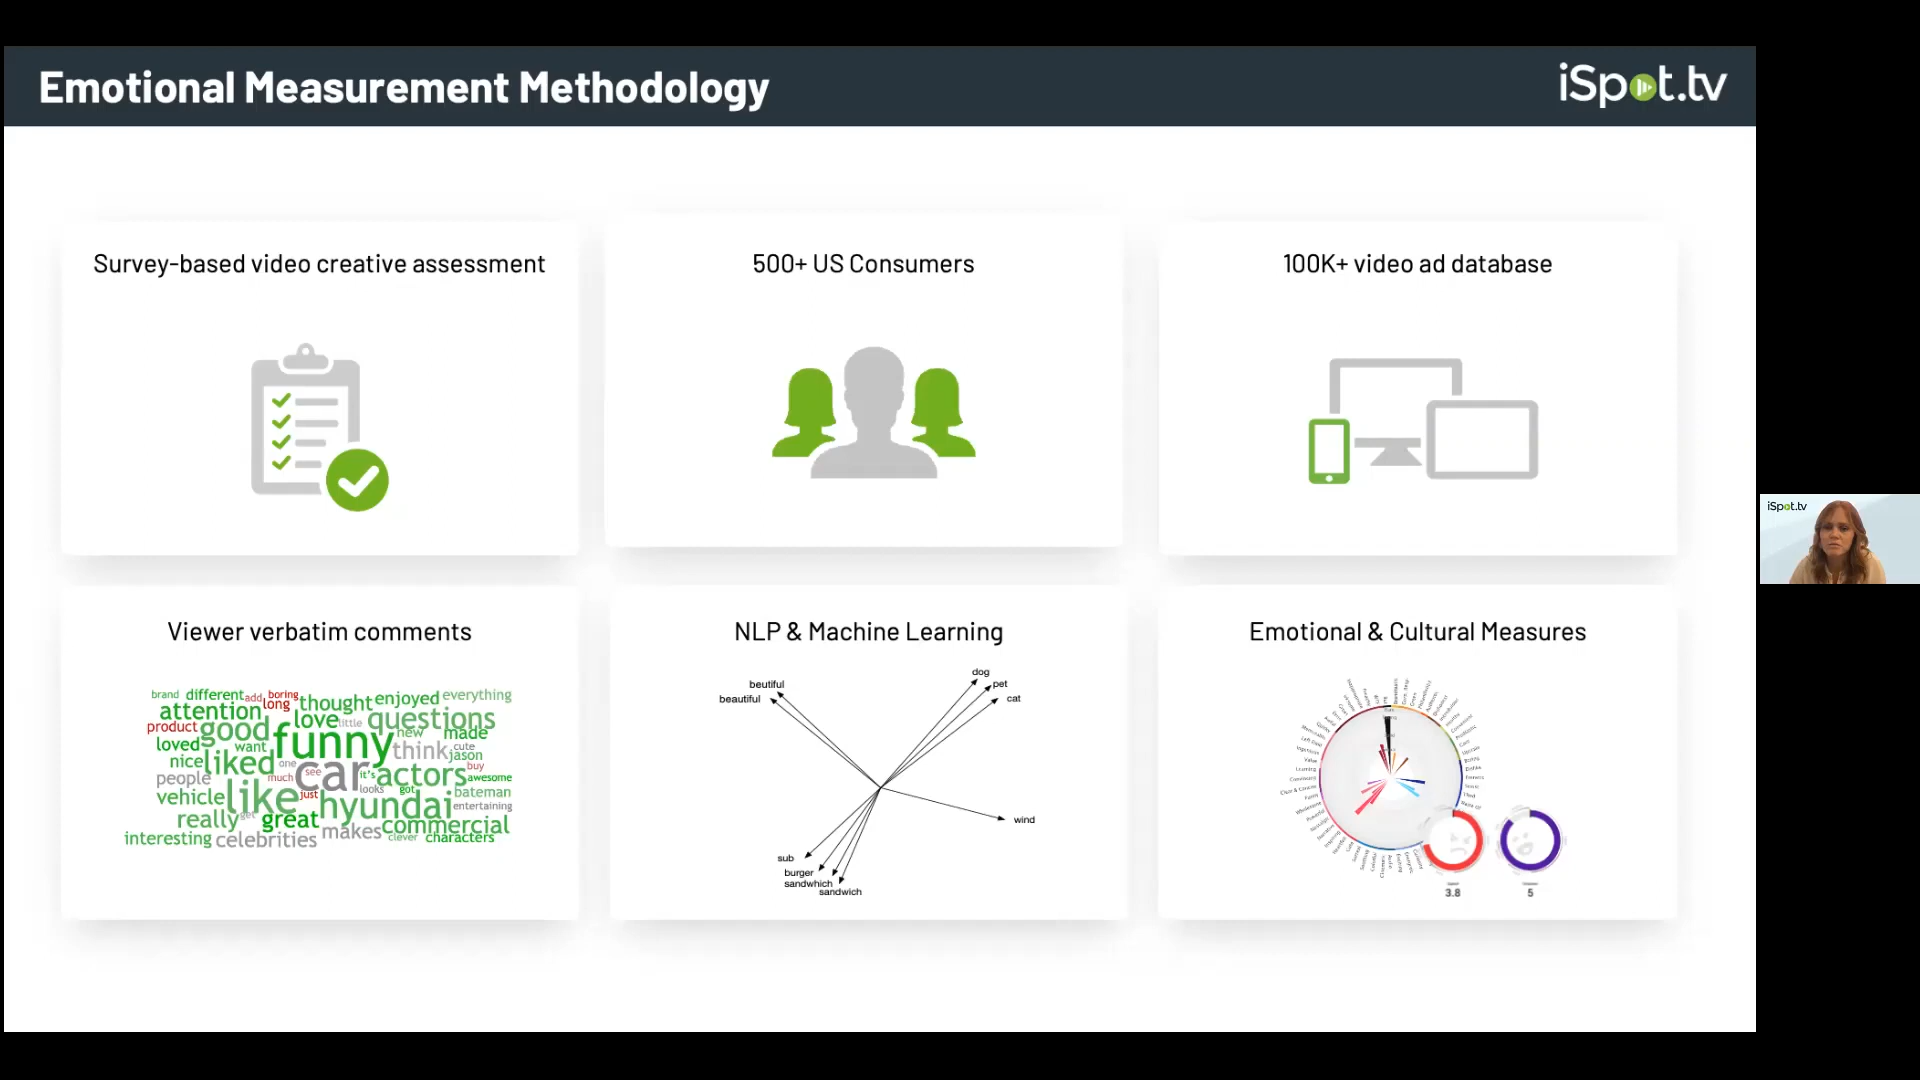 Emotional Measurement Methodology
iSpot.tv
Survey-based video creative assessment
500+ US Consumers
100K+ video ad database
iSpot.tv
Viewer verbatim comments
brand different add boring long thought enjoyed everything
attention love little questions
product good funny new made
loved want think cute
nice liked one car jason
people much see it's actors buy awesome
vehicle like just looks got bateman
hyundai entertaining
really get great makes commercial
interesting celebrities clever characters
NLP & Machine Learning
beutiful
beautiful
dog
pet
cat
wind
sub
burger
sandwhich
sandwich
Emotional & Cultural Measures
3.8
5